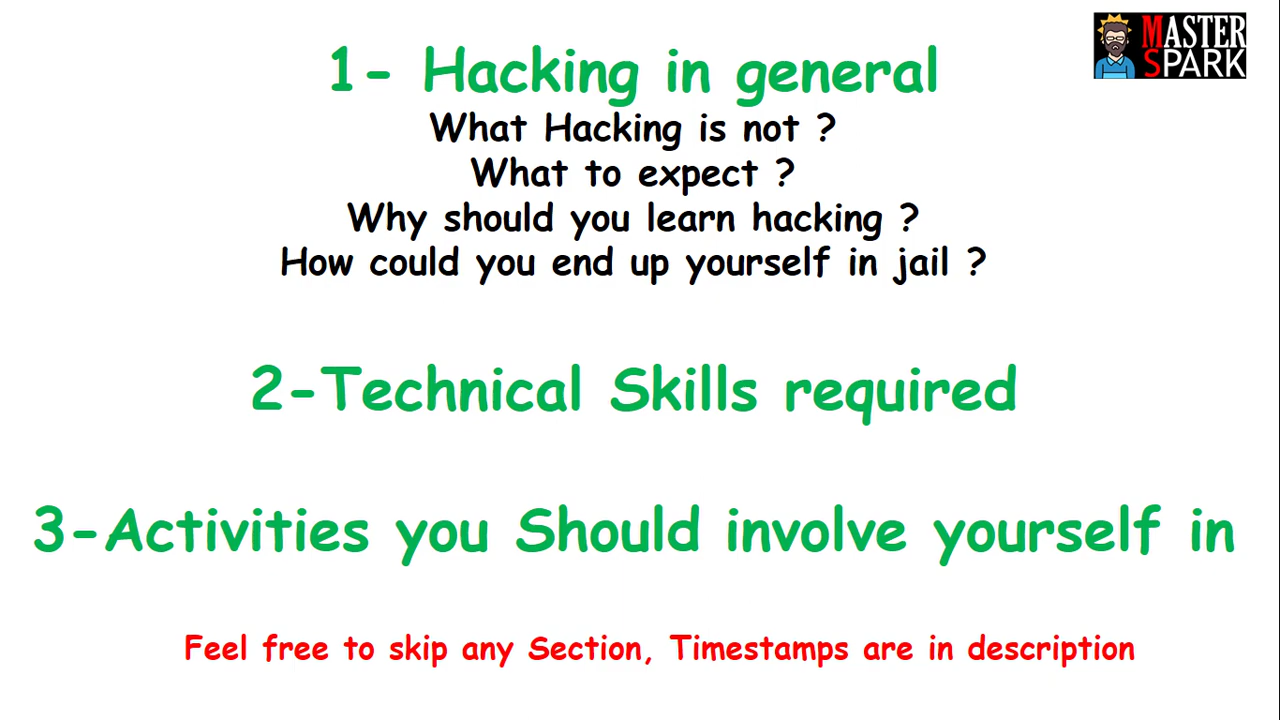 MASTER
SPARK
1- Hacking in general
What Hacking is not ?
What to expect ?
Why should you learn hacking ?
How could you end up yourself in jail ?
2-Technical Skills required
3-Activities you Should involve yourself in
Feel free to skip any Section, Timestamps are in description